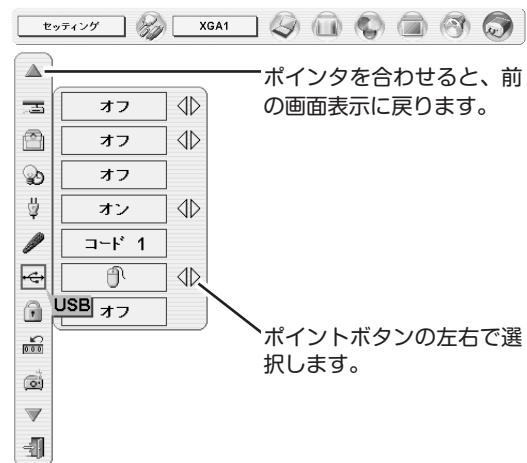 セッティング
XGA1
ポインタを合わせると、前
の画面表示に戻ります。
オフ
オフ
オフ
オン
コード 1
USB
オフ
ポイントボタンの左右で選
択します。